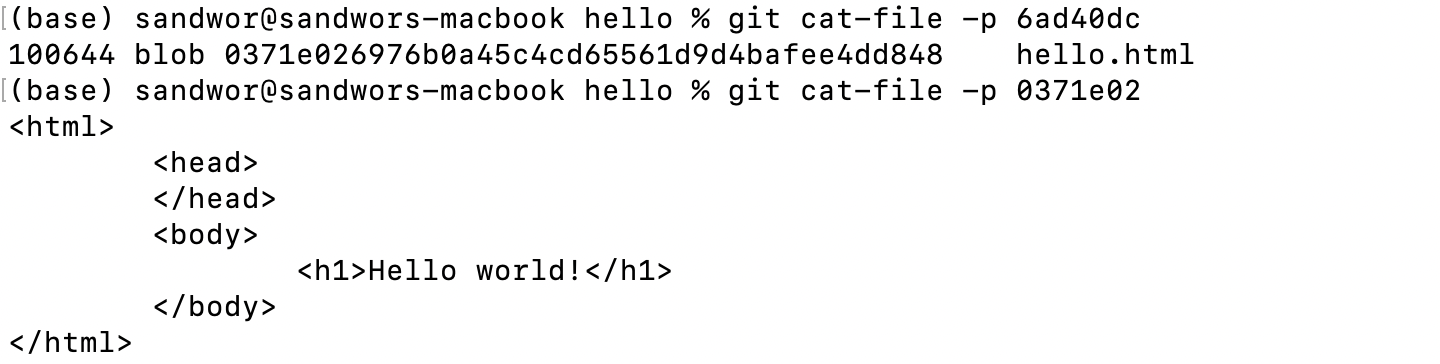 [(base) sandwor@sandwors-macbook hello % git cat-file -p 6ad40dc
100644 blob 0371e026976b0a45c4cd65561d9d4bafee4dd848    hello.html
[(base) sandwor@sandwors-macbook hello % git cat-file -p 0371e02
<html>
        <head>
        </head>
        <body>
                <h1>Hello world!</h1>
        </body>
</html>